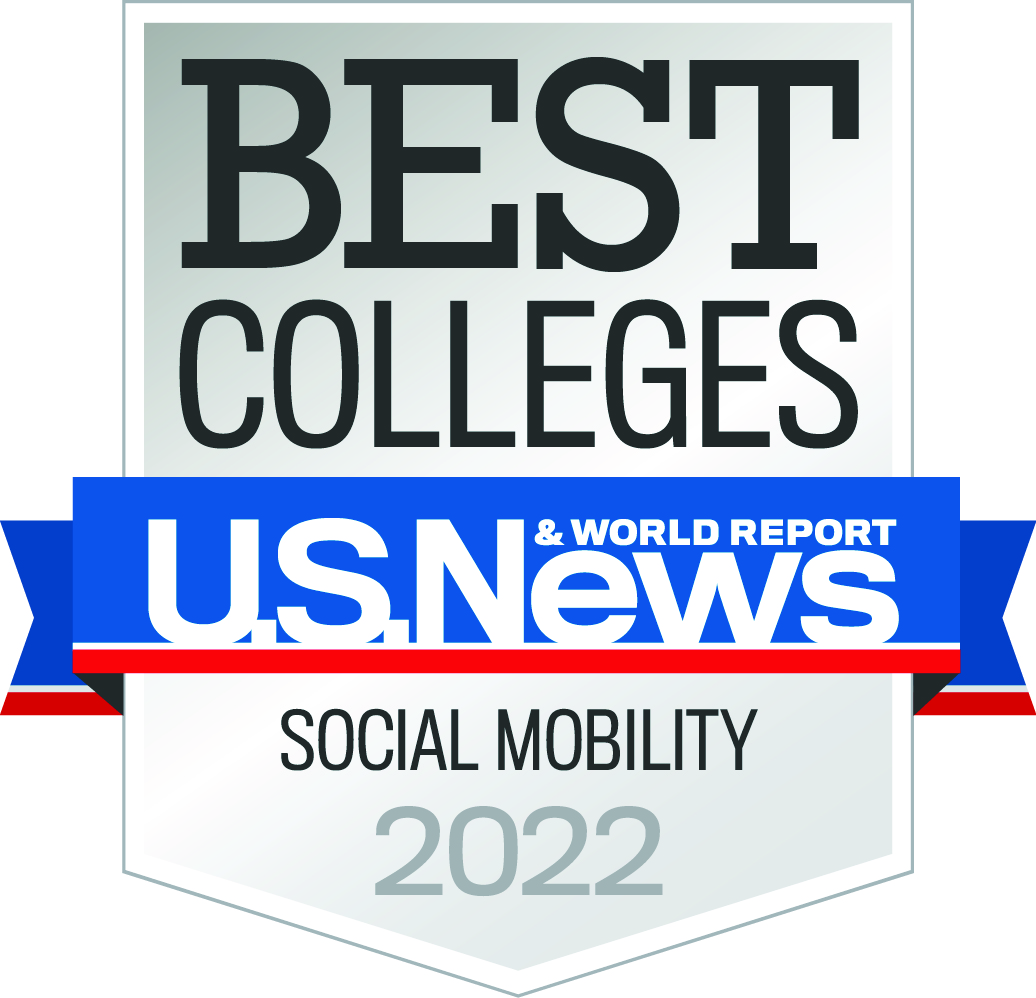 BEST
COLLEGES
& WORLD REPORT
U.S.News
SOCIAL MOBILITY
2022